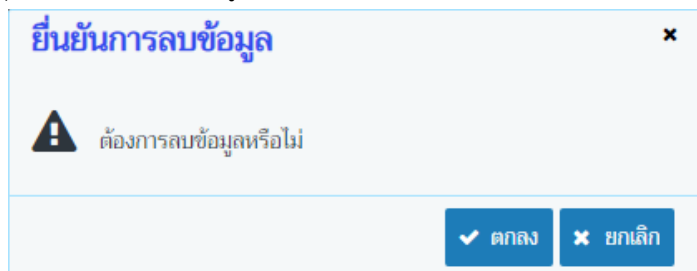 ยื่นยันการลบข้อมูล
ต้องการลบข้อมูลหรือไม่
ตกลง ยกเลิก